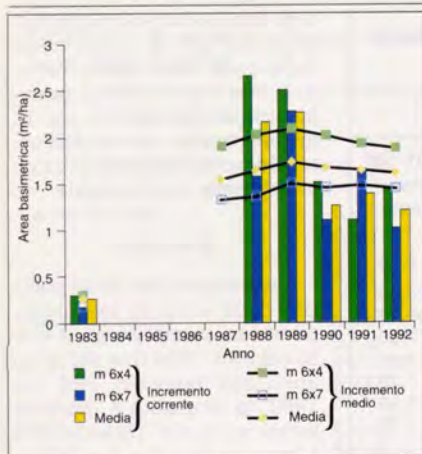 Area basimetrica (m²/ha)
3
2,5
2
1,5
1
0,5
0
1983 1984 1985 1986 1987 1988 1989 1990 1991 1992
Anno
m 6x4
m 6x7
Media
Incremento
corrente
m 6x4
m 6x7
Media
Incremento
medio